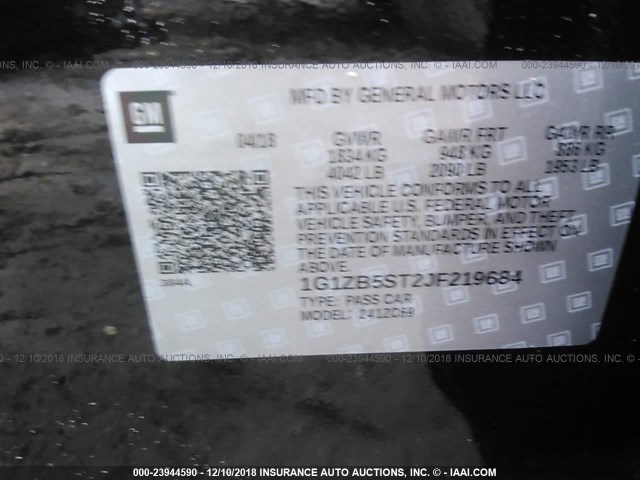 MFD BY GENERAL MOTORS LLC
GM
04/18 GVWR GAWR FRT GAWR RR
1834 KG 948 KG 886 KG
4042 LB 2090 LB 1953 LB
THIS VEHICLE CONFORMS TO ALL
APPLICABLE U.S. FEDERAL MOTOR
VEHICLE SAFETY, BUMPER, AND THEFT
PREVENTION STANDARDS IN EFFECT ON
THE DATE OF MANUFACTURE SHOWN
ABOVE.
1G1ZB5ST2JF219684
TYPE: PASS CAR
MODEL: 241ZC69
000-23944590 - 12/10/2018 INSURANCE AUTO AUCTIONS, INC. - IAAI.COM